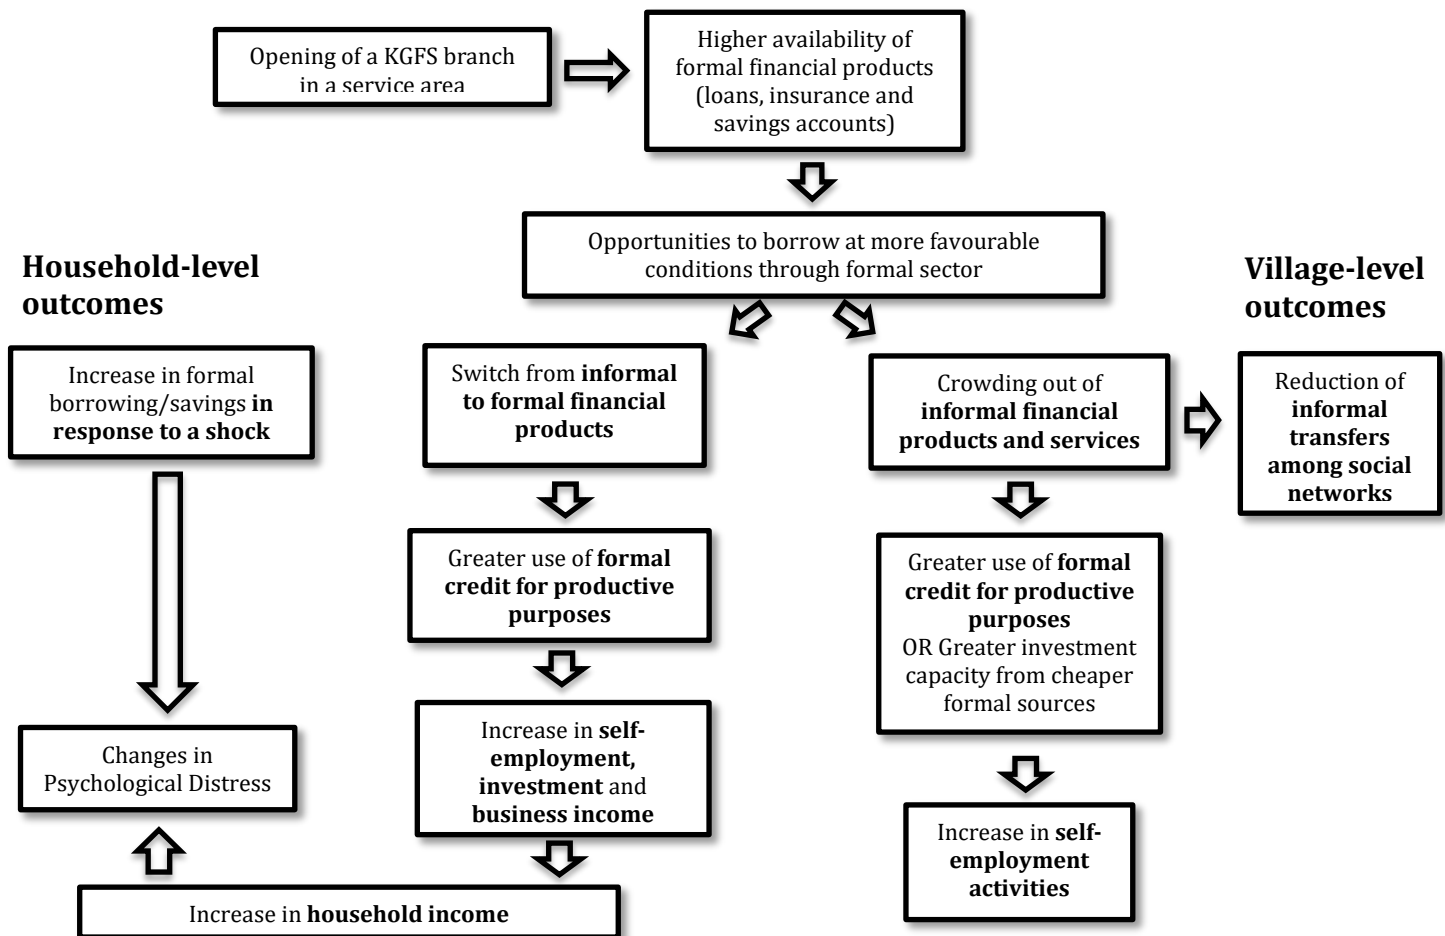 Opening of a KGFS branch
in a service area
Higher availability of
formal financial products
(loans, insurance and
savings accounts)
Opportunities to borrow at more favourable
conditions through formal sector
Household-level
outcomes
Village-level
outcomes
Increase in formal
borrowing/savings in
response to a shock
Switch from informal
to formal financial
products
Crowding out of
informal financial
products and services
Reduction of
informal
transfers
among social
networks
Greater use of formal
credit for productive
purposes
Greater use of formal
credit for productive
purposes
OR Greater investment
capacity from cheaper
formal sources
Changes in
Psychological Distress
Increase in self-
employment,
investment and
business income
Increase in self-
employment
activities
Increase in household income